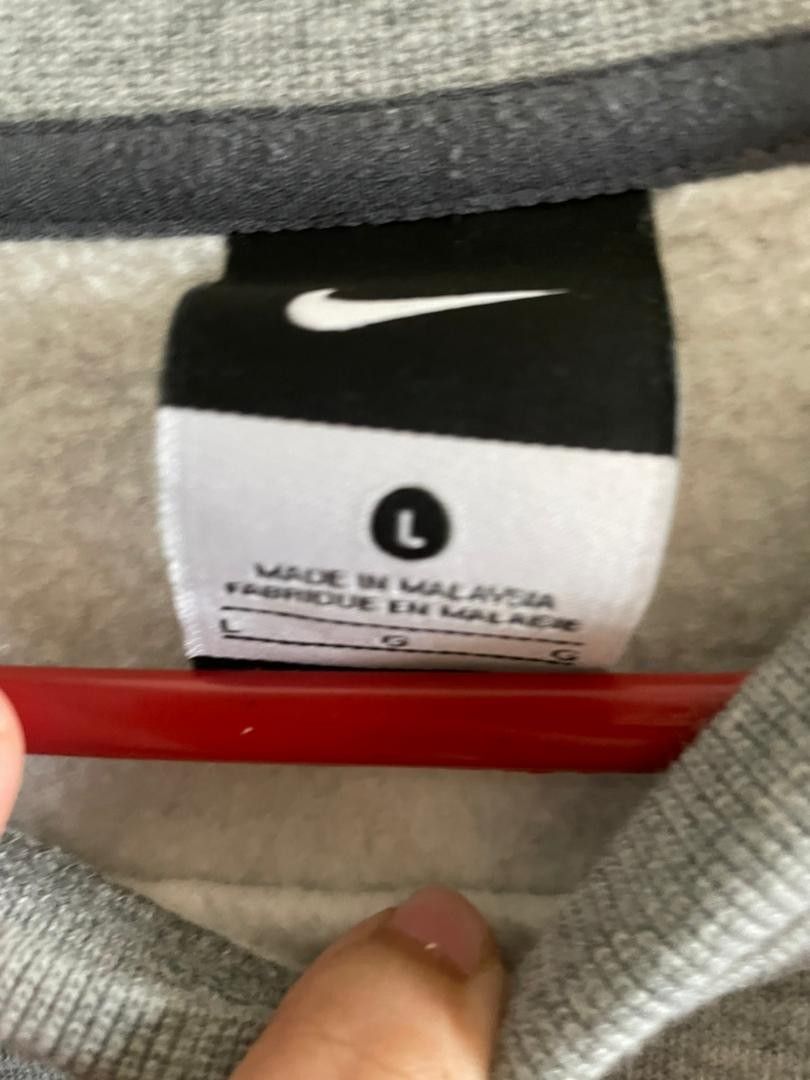 L
MADE IN MALAYSIA
FABRIQUE EN MALAISIE
L G G